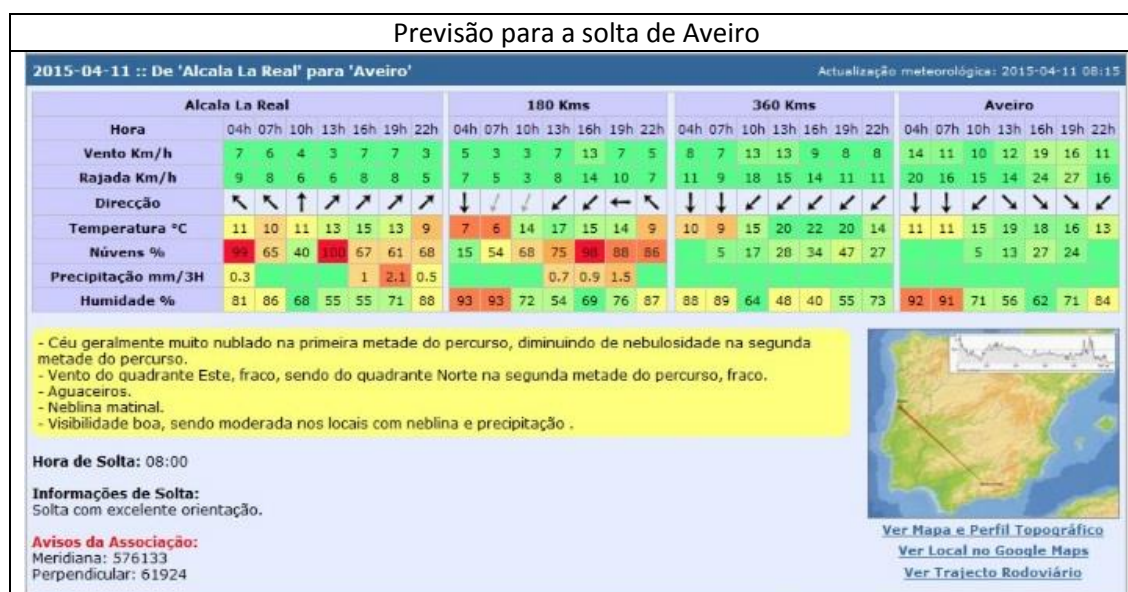 Previsão para a solta de Aveiro
2015-04-11 :: De 'Alcala La Real' para 'Aveiro' Actualização meteorológica: 2015-04-11 08:15
Alcala La Real 180 Kms 360 Kms Aveiro
Hora 04h 07h 10h 13h 16h 19h 22h 04h 07h 10h 13h 16h 19h 22h 04h 07h 10h 13h 16h 19h 22h 04h 07h 10h 13h 16h 19h 22h
Vento Km/h 7 6 4 3 7 7 3 5 3 3 7 13 7 5 8 7 13 13 9 8 8 14 11 10 12 19 16 11
Rajada Km/h 9 8 6 6 8 8 5 7 5 3 8 14 10 7 11 9 18 15 14 11 11 20 16 15 14 24 27 16
Direcção ↖ ↖ ↑ ↗ ↗ ↗ ↗ ↓ ↙ ↙ ↙ ↙ ← ↖ ↓ ↓ ↙ ↙ ↙ ↙ ↙ ↓ ↓ ↙ ↘ ↘ ↘ ↙
Temperatura °C 11 10 11 13 15 13 9 7 6 14 17 15 14 9 10 9 15 20 22 20 14 11 11 15 19 18 16 13
Núvens % 99 65 40 100 67 61 68 15 54 68 75 98 88 86 5 17 28 34 47 27 5 13 27 24
Precipitação mm/3H 0.3 1 2.1 0.5 0.7 0.9 1.5
Humidade % 81 86 68 55 55 71 88 93 93 72 54 69 76 87 88 89 64 48 40 55 73 92 91 71 56 62 71 84
- Céu geralmente muito nublado na primeira metade do percurso, diminuindo de nebulosidade na segunda
metade do percurso.
- Vento do quadrante Este, fraco, sendo do quadrante Norte na segunda metade do percurso, fraco.
- Aguaceiros.
- Neblina matinal.
- Visibilidade boa, sendo moderada nos locais com neblina e precipitação .
Hora de Solta: 08:00
Informações de Solta:
Solta com excelente orientação.
Avisos da Associação:
Meridiana: 576133
Perpendicular: 61924
Ver Mapa e Perfil Topográfico
Ver Local no Google Maps
Ver Trajecto Rodoviário